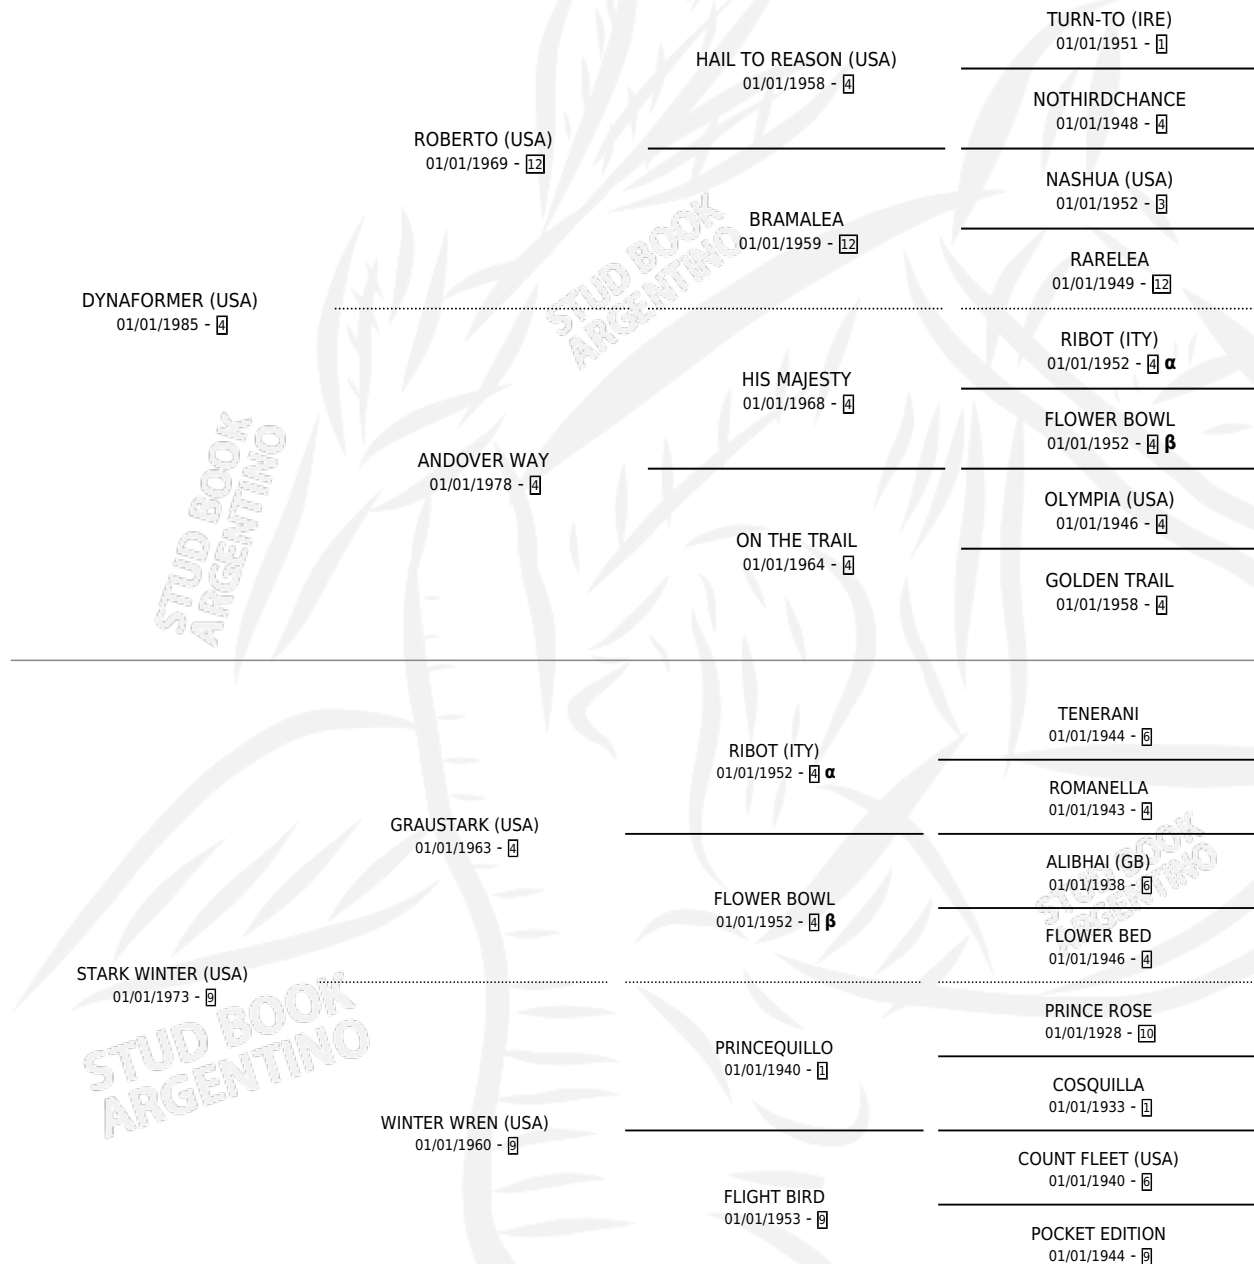 TURN-TO (IRE)
01/01/1951 - 1
HAIL TO REASON (USA)
01/01/1958 - 4
NOTHIRDCHANCE
01/01/1948 - 4
ROBERTO (USA)
01/01/1969 - 12
NASHUA (USA)
01/01/1952 - 3
BRAMALEA
01/01/1959 - 12
RARELEA
01/01/1949 - 12
DYNAFORMER (USA)
01/01/1985 - 4
RIBOT (ITY)
01/01/1952 - 4 α
HIS MAJESTY
01/01/1968 - 4
FLOWER BOWL
01/01/1952 - 4 β
ANDOVER WAY
01/01/1978 - 4
OLYMPIA (USA)
01/01/1946 - 4
ON THE TRAIL
01/01/1964 - 4
GOLDEN TRAIL
01/01/1958 - 4
TENERANI
01/01/1944 - 6
RIBOT (ITY)
01/01/1952 - 4 α
ROMANELLA
01/01/1943 - 4
GRAUSTARK (USA)
01/01/1963 - 4
ALIBHAI (GB)
01/01/1938 - 6
FLOWER BOWL
01/01/1952 - 4 β
FLOWER BED
01/01/1946 - 4
STARK WINTER (USA)
01/01/1973 - 9
PRINCE ROSE
01/01/1928 - 10
PRINCEQUILLO
01/01/1940 - 1
COSQUILLA
01/01/1933 - 1
WINTER WREN (USA)
01/01/1960 - 9
COUNT FLEET (USA)
01/01/1940 - 6
FLIGHT BIRD
01/01/1953 - 9
POCKET EDITION
01/01/1944 - 9
STUD BOOK
ARGENTINO
STUD BOOK
ARGENTINO
STUD BOOK
ARGENTINO
STUD BOOK
ARGENTINO